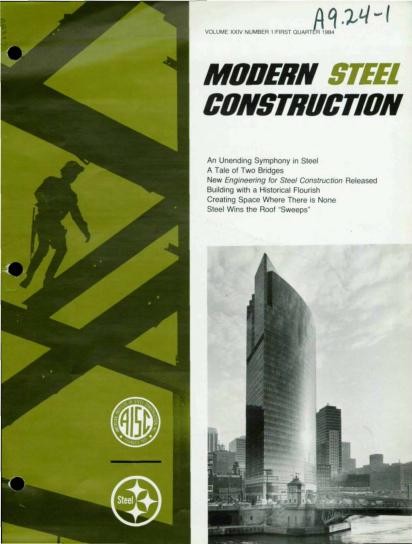 A9.24-1
VOLUME XXIV NUMBER 1/FIRST QUARTER 1984
MODERN STEEL
CONSTRUCTION
An Unending Symphony in Steel
A Tale of Two Bridges
New Engineering for Steel Construction Released
Building with a Historical Flourish
Creating Space Where There is None
Steel Wins the Roof "Sweeps"
AISC
Steel